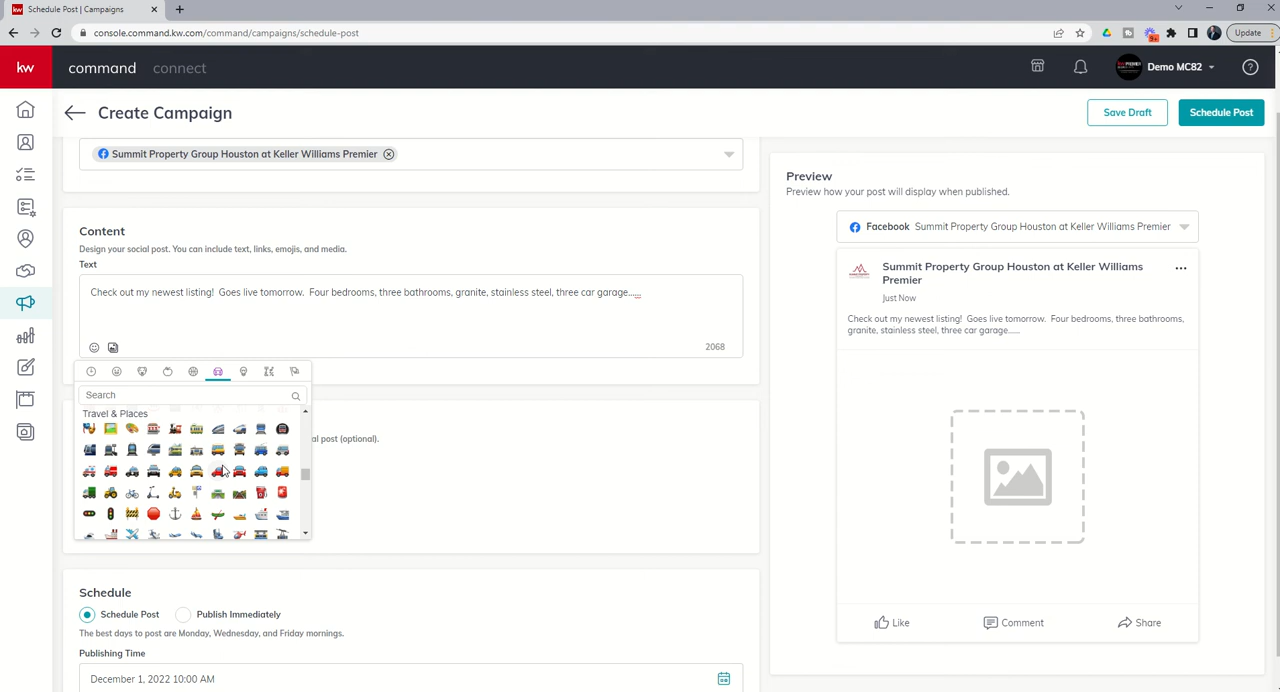 kw Schedule Post | Campaigns
console.command.kw.com/command/campaigns/schedule-post
9+
Update
kw command connect
Demo MC82
?
Create Campaign
Save Draft
Schedule Post
Summit Property Group Houston at Keller Williams Premier
Content
Design your social post. You can include text, links, emojis, and media.
Text
Check out my newest listing!  Goes live tomorrow.  Four bedrooms, three bathrooms, granite, stainless steel, three car garage......
2068
Search
Travel & Places
al post (optional).
Schedule
Schedule Post
Publish Immediately
The best days to post are Monday, Wednesday, and Friday mornings.
Publishing Time
December 1, 2022 10:00 AM
Preview
Preview how your post will display when published.
Facebook Summit Property Group Houston at Keller Williams Premier
Summit Property Group Houston at Keller Williams
Premier
Just Now
Check out my newest listing!  Goes live tomorrow.  Four bedrooms, three bathrooms,
granite, stainless steel, three car garage......
Like
Comment
Share